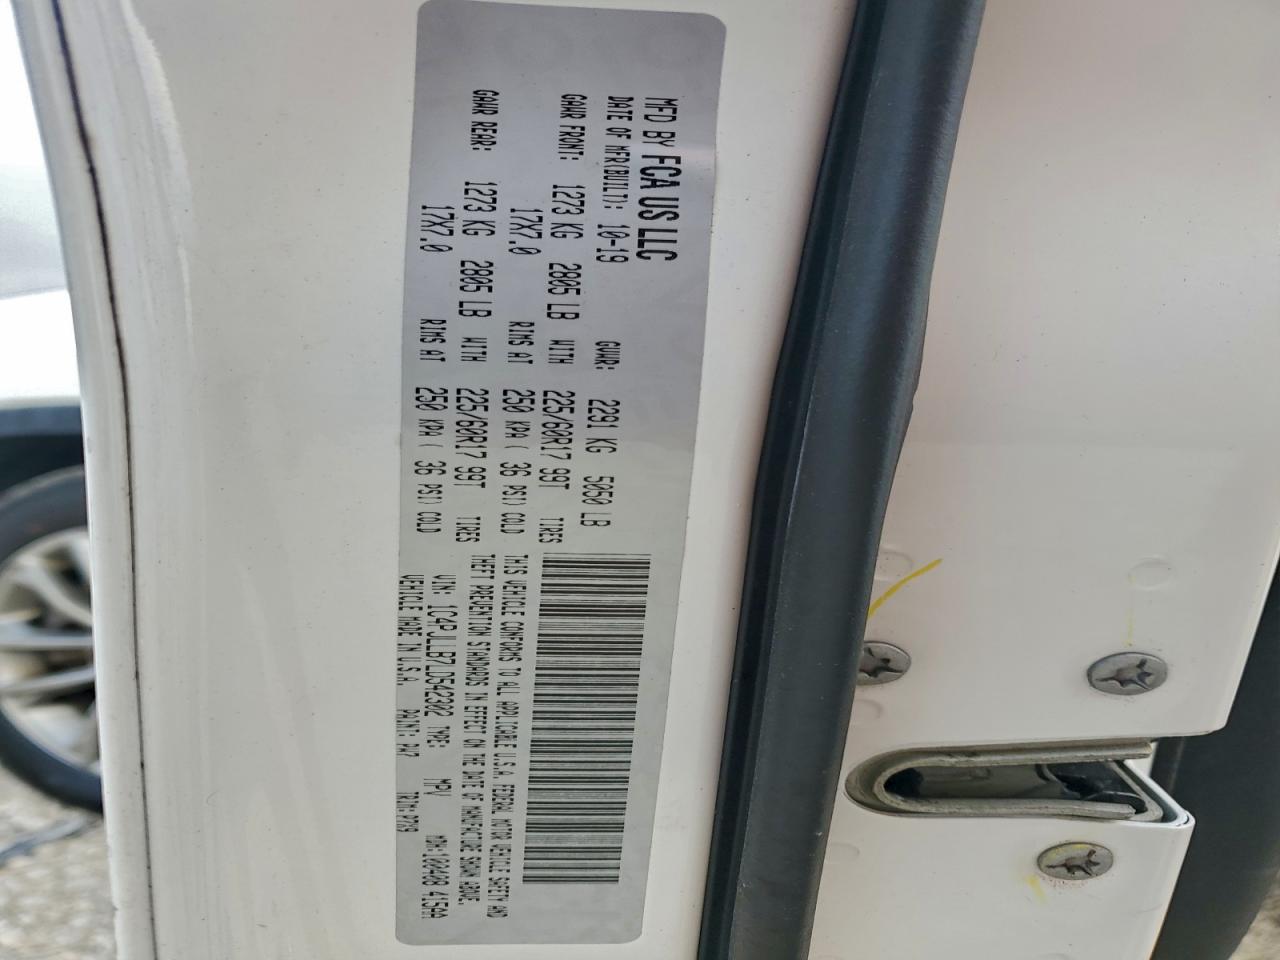 MFD BY FCA US LLC
DATE OF MFR(BUILT): 10-19 GVWR: 2291 KG 5050 LB
GAWR FRONT: 1273 KG 2805 LB WITH 225/60R17 99T TIRES
17X7.0 RIMS AT 250 KPA ( 36 PSI) COLD
GAWR REAR: 1273 KG 2805 LB WITH 225/60R17 99T TIRES
17X7.0 RIMS AT 250 KPA ( 36 PSI) COLD
THIS VEHICLE CONFORMS TO ALL APPLICABLE U.S.A. FEDERAL MOTOR VEHICLE SAFETY AND
THEFT PREVENTION STANDARDS IN EFFECT ON THE DATE OF MANUFACTURE SHOWN ABOVE.
VIN: 1C4PJLLB7LD542302 TYPE: MPV MDH:100408 415AA
VEHICLE MADE IN U.S.A. PAINT: PW7 TRIM: